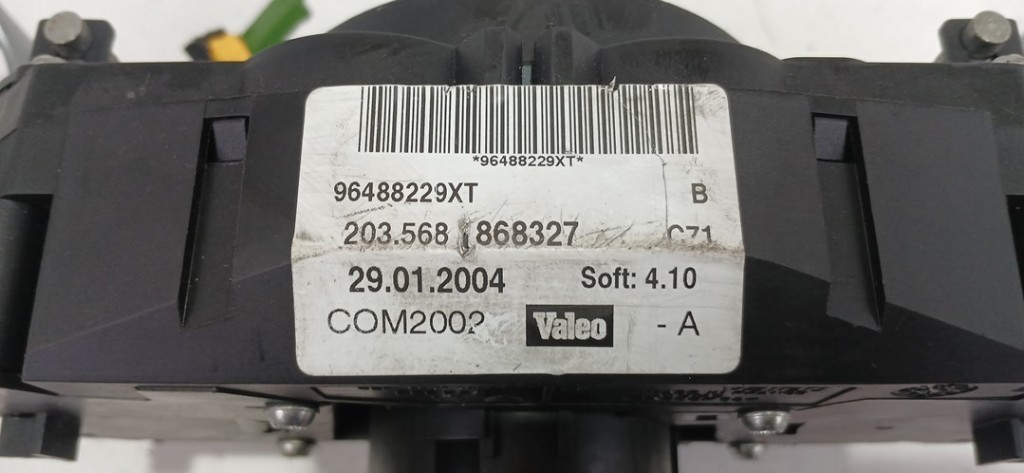 *96488229XT*
96488229XT B
203.568 868327 C71
29.01.2004 Soft: 4.10
COM2002 Valeo - A